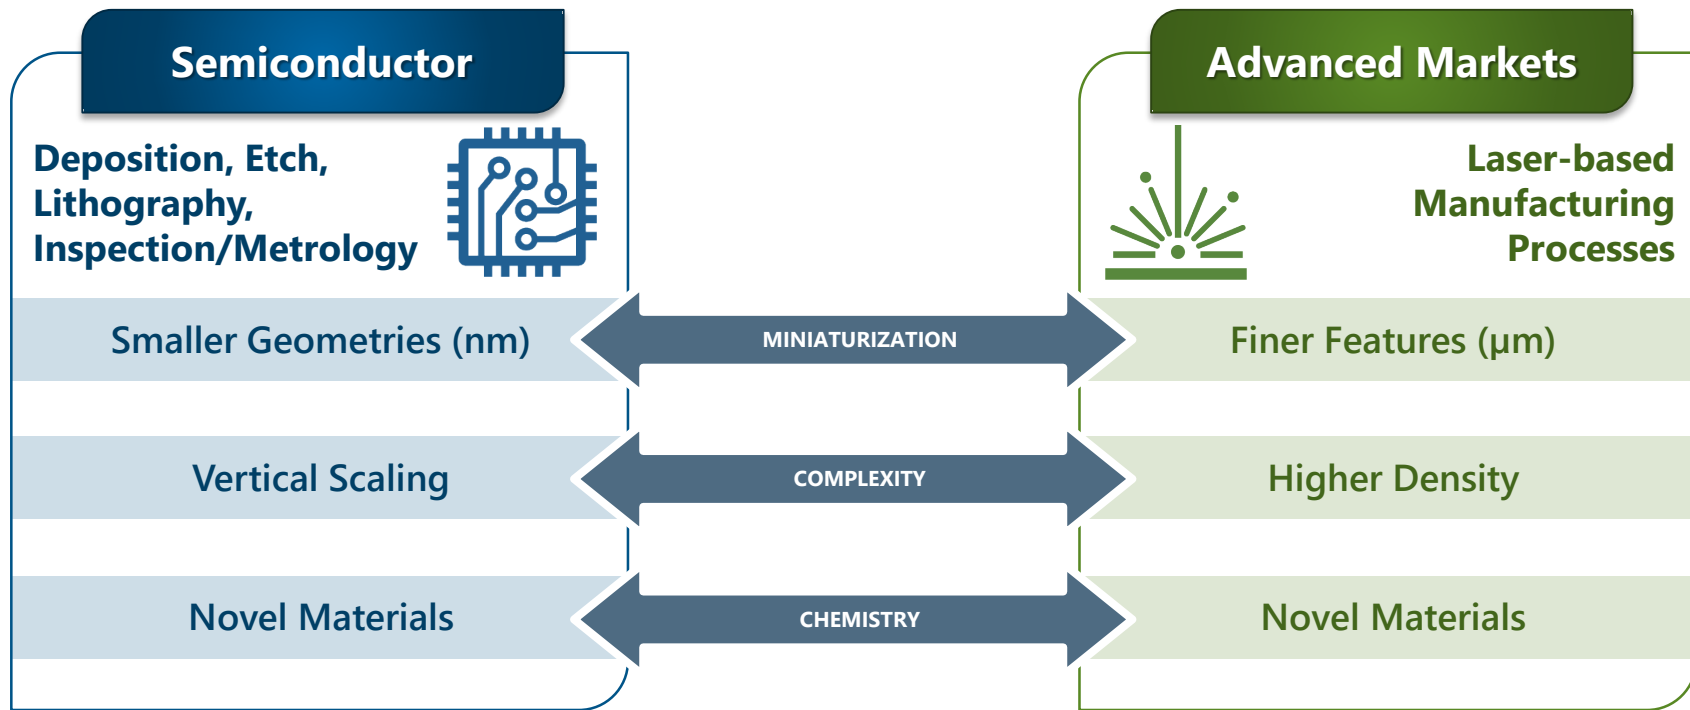 Semiconductor
Advanced Markets
Deposition, Etch,
Lithography,
Inspection/Metrology
Laser-based
Manufacturing
Processes
Smaller Geometries (nm)
MINIATURIZATION
Finer Features (μm)
Vertical Scaling
COMPLEXITY
Higher Density
Novel Materials
CHEMISTRY
Novel Materials